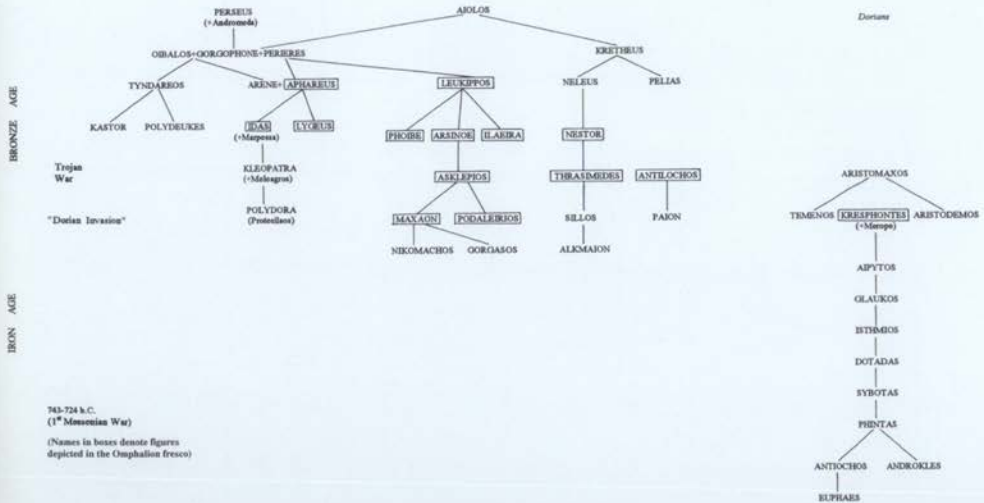 PERSEUS AIOLOS Dorians
(+Andromeda)
OIBALOS+GORGOPHONE+PERIERES KRETHEUS
TYNDAREOS ARENE+ APHAREUS LEUKIPPOS NELEUS PELIAS
BRONZE AGE
KASTOR POLYDEUKES IDAS LYGEUS PHOIBE ARSINOE ILAEIRA NESTOR
(+Marpessa)
Trojan KLEOPATRA ASKLEPIOS THRASIMEDES ANTILOCHOS ARISTOMAXOS
War (+Meleagros)
"Dorian Invasion" POLYDORA MAXAON PODALEIRIOS SILLOS PAION TEMENOS KRESPHONTES ARISTODEMOS
(Protesilaos) (+Merope)
NIKOMACHOS GORGASOS ALKMAION
AIPYTOS
IRON AGE
GLAUKOS
ISTHMIOS
DOTADAS
SYBOTAS
743-724 b.C.
(1st Messenian War) PHINTAS
(Names in boxes denote figures
depicted in the Omphalion fresco)
ANTIOCHOS ANDROKLES
EUPHAES